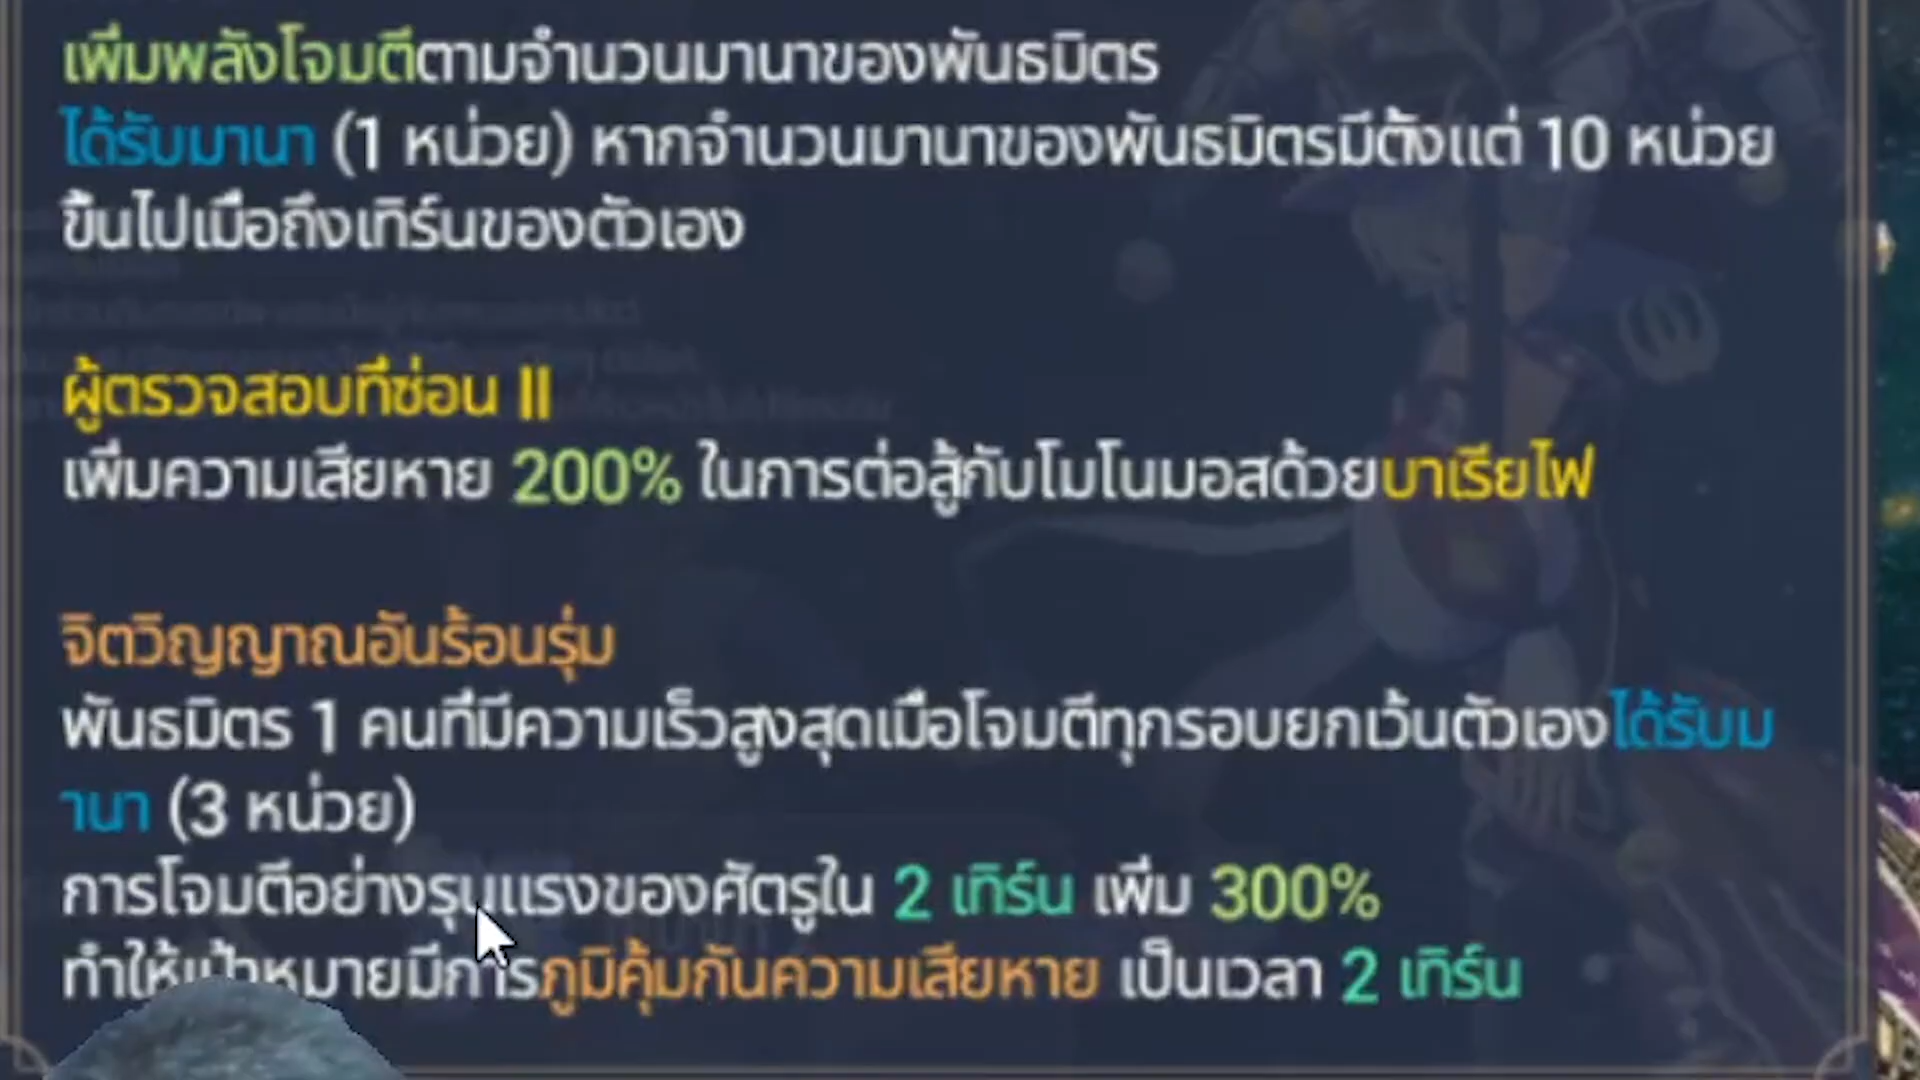 เพิ่มพลังโจมตีตามจำนวนมานาของพันธมิตร
ได้รับมานา (1 หน่วย) หากจำนวนมานาของพันธมิตรมีตั้งแต่ 10 หน่วย
ขึ้นไปเมื่อถึงเทิร์นของตัวเอง
ผู้ตรวจสอบที่ซ่อน II
เพิ่มความเสียหาย 200% ในการต่อสู้กับโมโนมอสด้วยบาเรียไฟ
จิตวิญญาณอันร้อนรุ่ม
พันธมิตร 1 คนที่มีความเร็วสูงสุดเมื่อโจมตีทุกรอบยกเว้นตัวเองได้รับม
านา (3 หน่วย)
การโจมตีอย่างรุนแรงของศัตรูใน 2 เทิร์น เพิ่ม 300%
ทำให้เป้าหมายมีการภูมิคุ้มกันความเสียหาย เป็นเวลา 2 เทิร์น